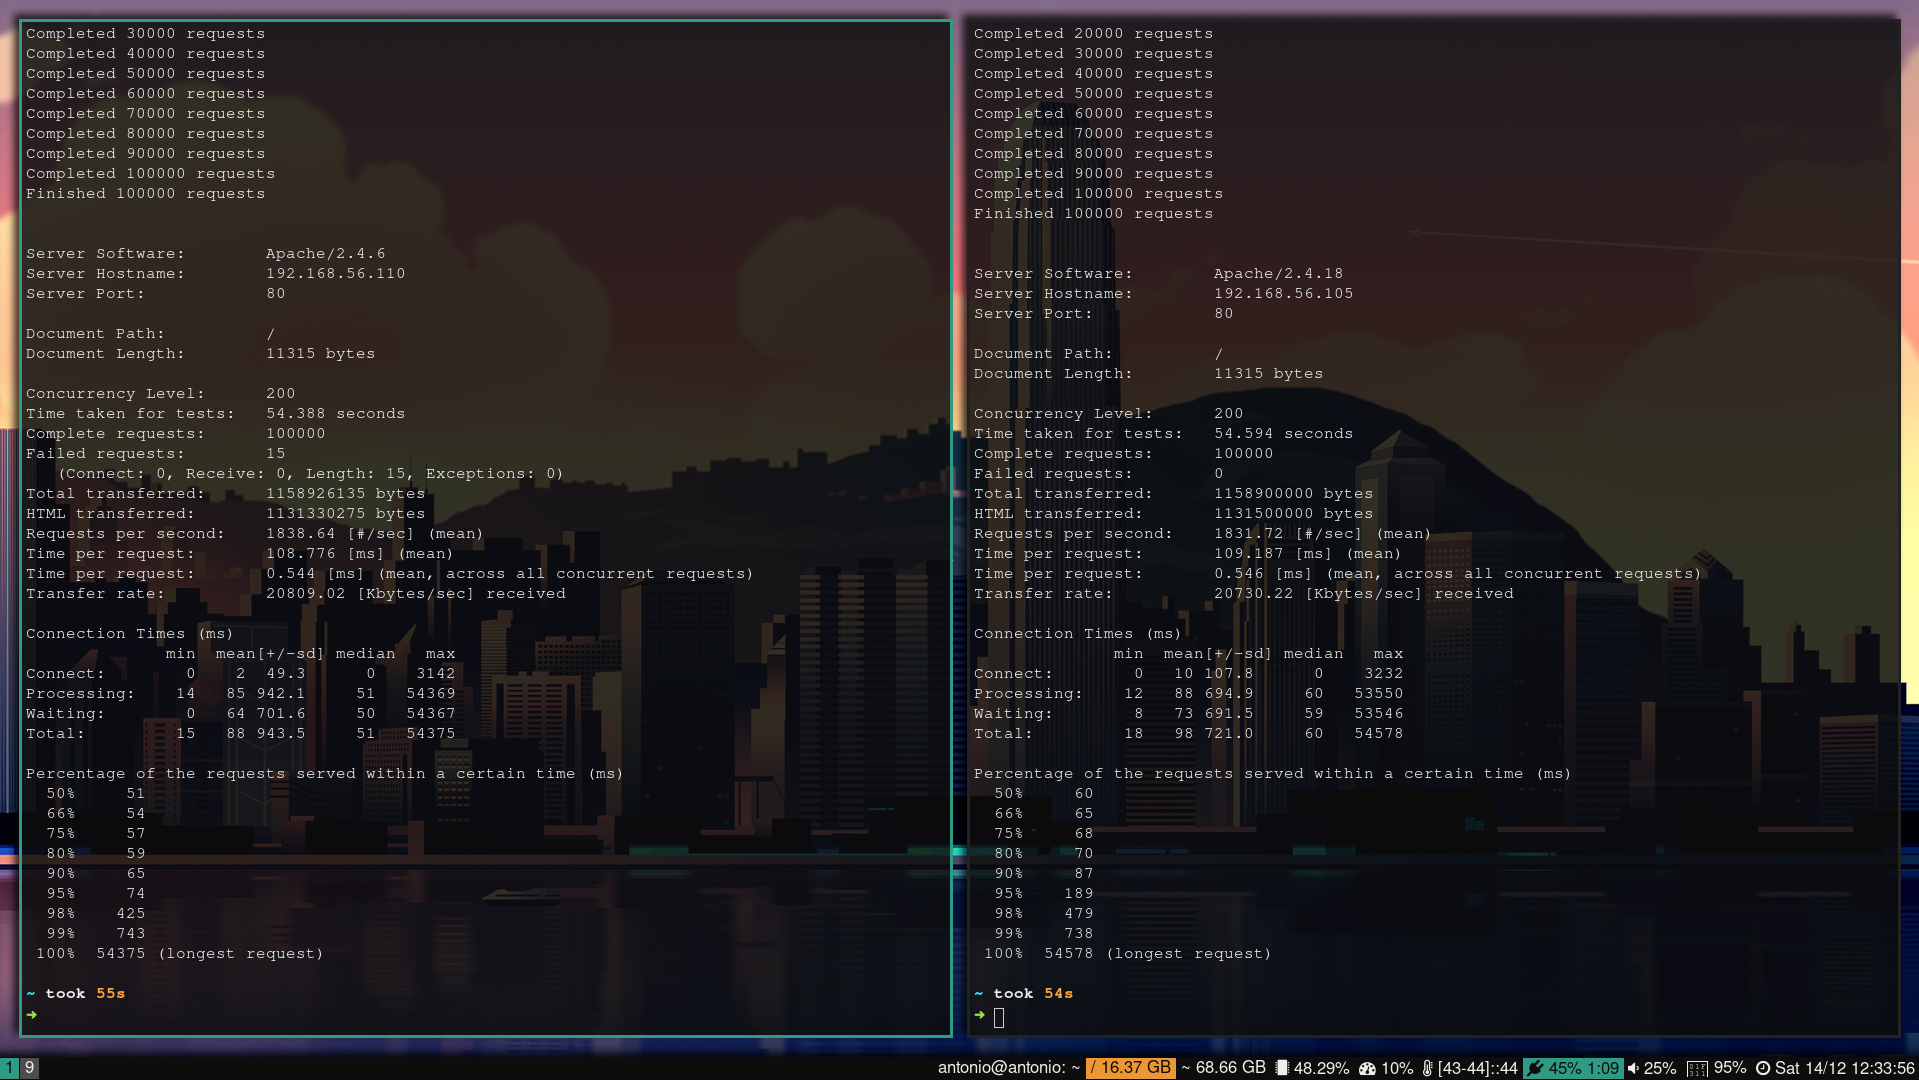 Completed 30000 requests
Completed 40000 requests
Completed 50000 requests
Completed 60000 requests
Completed 70000 requests
Completed 80000 requests
Completed 90000 requests
Completed 100000 requests
Finished 100000 requests
Server Software: Apache/2.4.6
Server Hostname: 192.168.56.110
Server Port: 80
Document Path: /
Document Length: 11315 bytes
Concurrency Level: 200
Time taken for tests: 54.388 seconds
Complete requests: 100000
Failed requests: 15
(Connect: 0, Receive: 0, Length: 15, Exceptions: 0)
Total transferred: 1158926135 bytes
HTML transferred: 1131330275 bytes
Requests per second: 1838.64 [#/sec] (mean)
Time per request: 108.776 [ms] (mean)
Time per request: 0.544 [ms] (mean, across all concurrent requests)
Transfer rate: 20809.02 [Kbytes/sec] received
Connection Times (ms)
min mean[+/-sd] median max
Connect: 0 2 49.3 0 3142
Processing: 14 85 942.1 51 54369
Waiting: 0 64 701.6 50 54367
Total: 15 88 943.5 51 54375
Percentage of the requests served within a certain time (ms)
50% 51
66% 54
75% 57
80% 59
90% 65
95% 74
98% 425
99% 743
100% 54375 (longest request)
~ took 55s
➜
Completed 20000 requests
Completed 30000 requests
Completed 40000 requests
Completed 50000 requests
Completed 60000 requests
Completed 70000 requests
Completed 80000 requests
Completed 90000 requests
Completed 100000 requests
Finished 100000 requests
Server Software: Apache/2.4.18
Server Hostname: 192.168.56.105
Server Port: 80
Document Path: /
Document Length: 11315 bytes
Concurrency Level: 200
Time taken for tests: 54.594 seconds
Complete requests: 100000
Failed requests: 0
Total transferred: 1158900000 bytes
HTML transferred: 1131500000 bytes
Requests per second: 1831.72 [#/sec] (mean)
Time per request: 109.187 [ms] (mean)
Time per request: 0.546 [ms] (mean, across all concurrent requests)
Transfer rate: 20730.22 [Kbytes/sec] received
Connection Times (ms)
min mean[+/-sd] median max
Connect: 0 10 107.8 0 3232
Processing: 12 88 694.9 60 53550
Waiting: 8 73 691.5 59 53546
Total: 18 98 721.0 60 54578
Percentage of the requests served within a certain time (ms)
50% 60
66% 65
75% 68
80% 70
90% 87
95% 189
98% 479
99% 738
100% 54578 (longest request)
~ took 54s
➜
1 9 antonio@antonio: ~ / 16.37 GB ~ 68.66 GB 48.29% 10% [43-44]::44 45% 1:09 25% 95% Sat 14/12 12:33:56